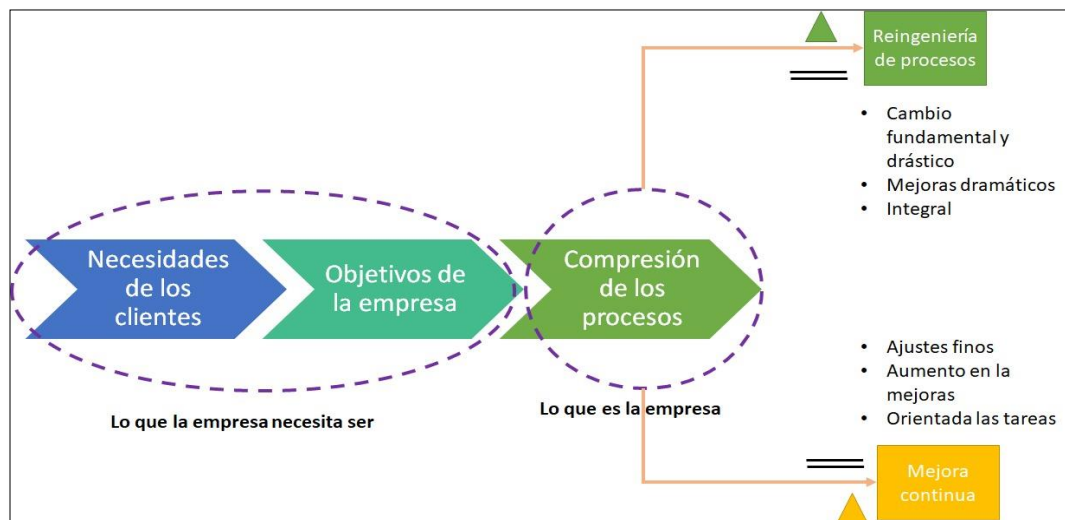 Necesidades
de los
clientes
Objetivos de
la empresa
Compresión
de los
procesos
Lo que la empresa necesita ser
Lo que es la empresa
Reingeniería
de procesos
• Cambio
fundamental y
drástico
• Mejoras dramáticos
• Integral
• Ajustes finos
• Aumento en la
mejoras
• Orientada las tareas
Mejora
continua